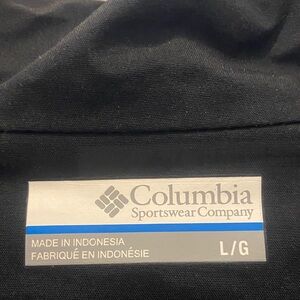 Columbia
Sportswear Company
MADE IN INDONESIA
FABRIQUÉ EN INDONÉSIE
L/G